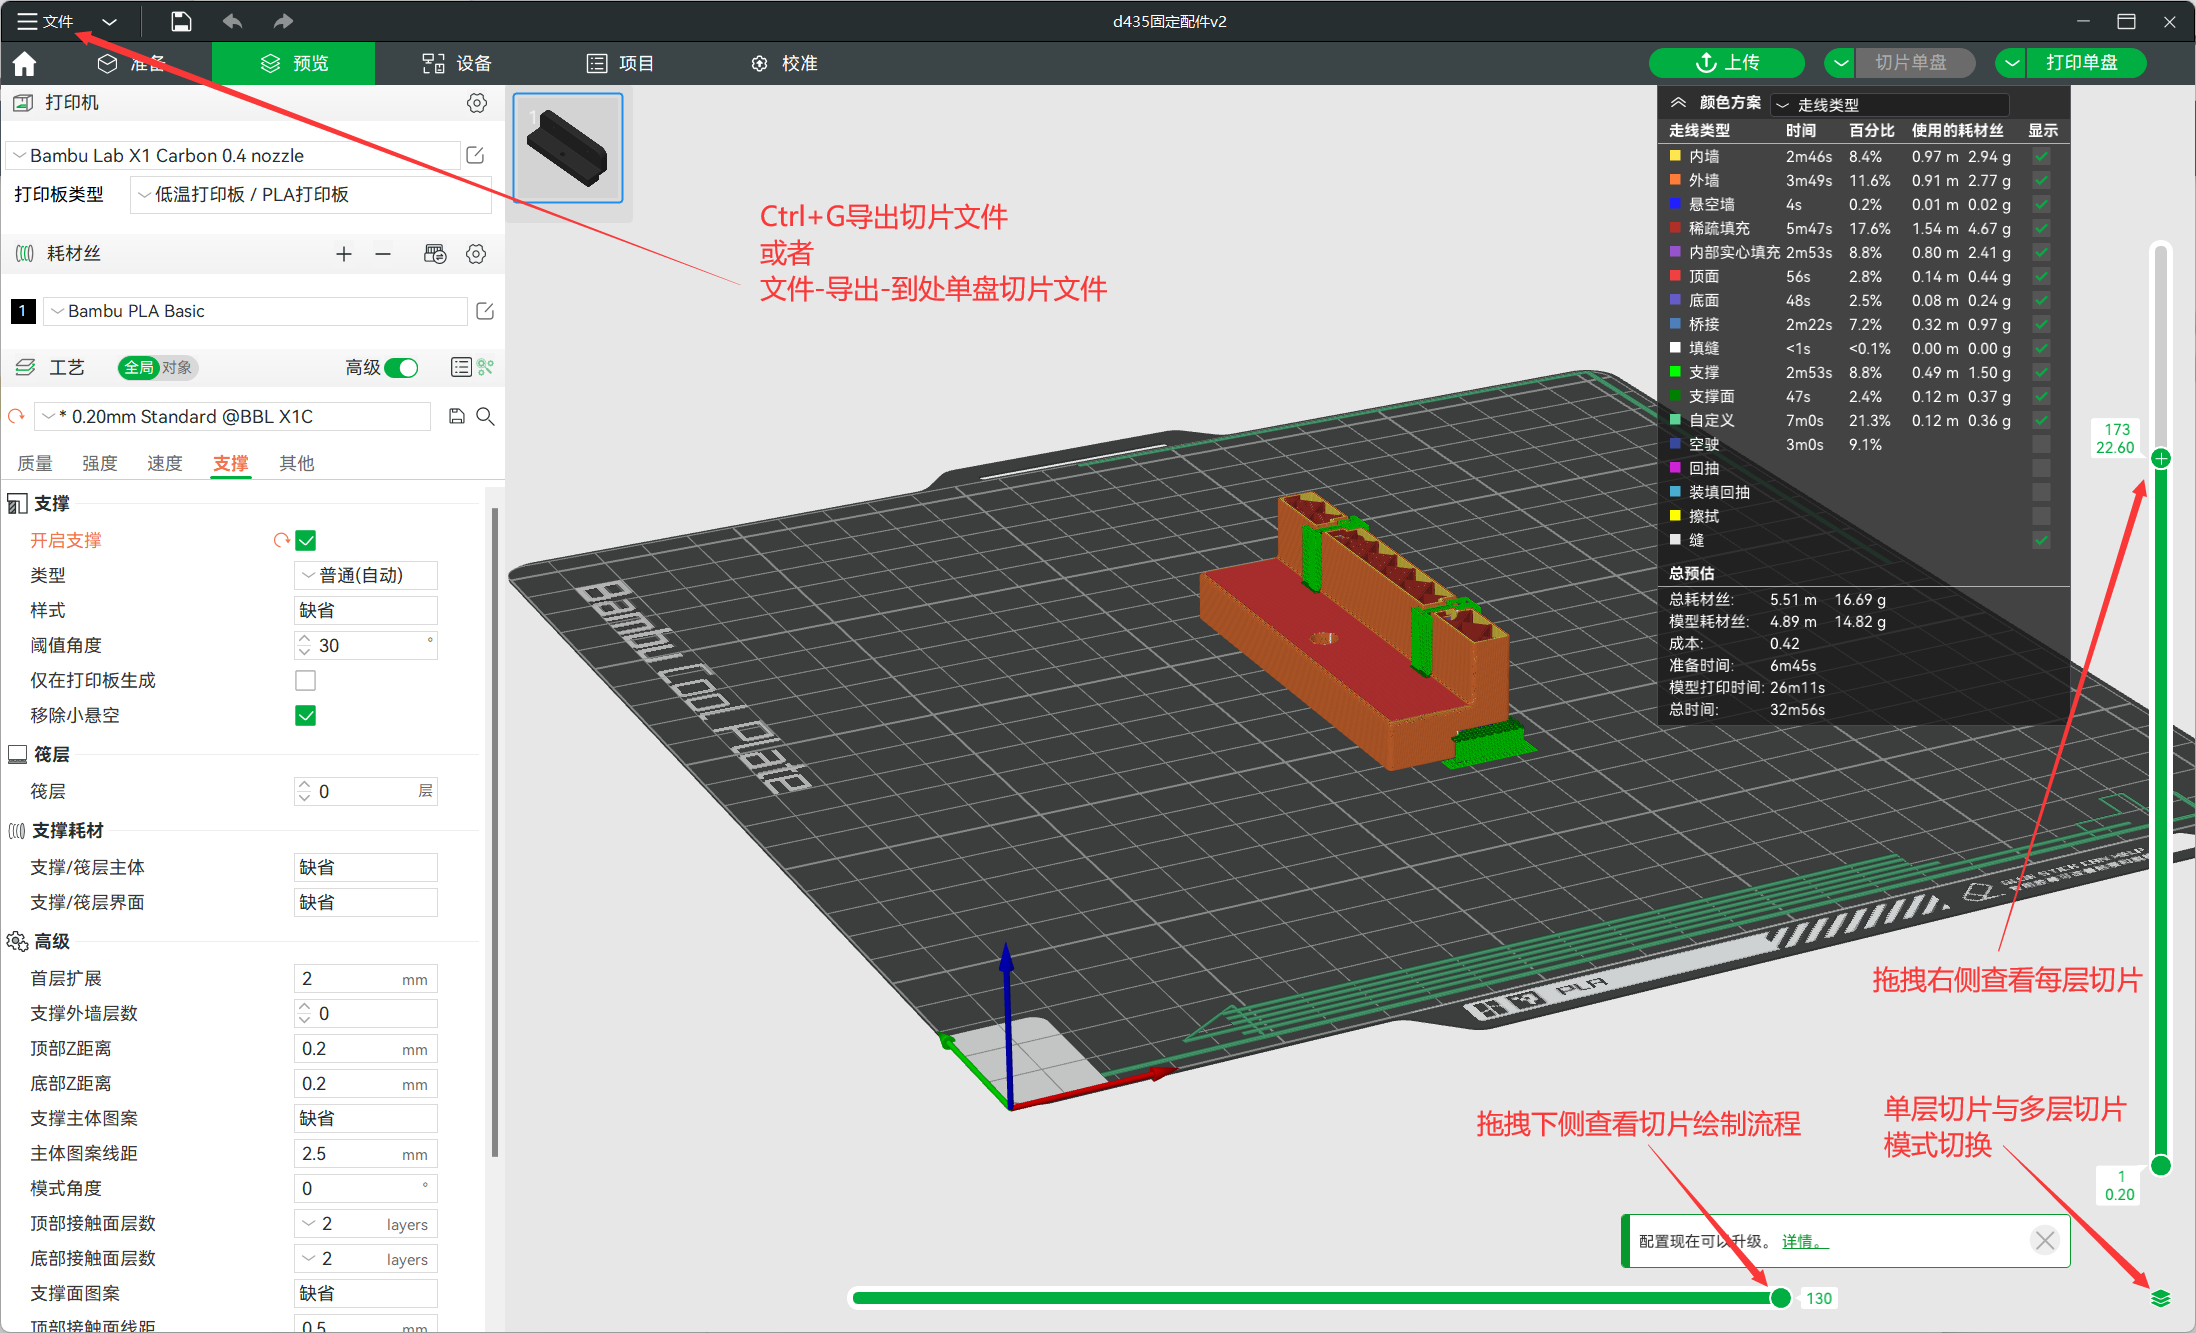 文件
d435固定配件v2
准备
预览
设备
项目
校准
上传
切片单盘
打印单盘
打印机
Bambu Lab X1 Carbon 0.4 nozzle
打印板类型
低温打印板 / PLA打印板
耗材丝
1
Bambu PLA Basic
工艺
全局
对象
高级
* 0.20mm Standard @BBL X1C
质量
强度
速度
支撑
其他
支撑
开启支撑
类型
普通(自动)
样式
缺省
阈值角度
30 °
仅在打印板生成
移除小悬空
筏层
筏层
0 层
支撑耗材
支撑/筏层主体
缺省
支撑/筏层界面
缺省
高级
首层扩展
2 mm
支撑外墙层数
0
顶部Z距离
0.2 mm
底部Z距离
0.2 mm
支撑主体图案
缺省
主体图案线距
2.5 mm
模式角度
0 °
顶部接触面层数
2 layers
底部接触面层数
2 layers
支撑面图案
缺省
顶部接触面线距
0.5 mm
1
Ctrl+G导出切片文件
或者
文件-导出-到处单盘切片文件
颜色方案
走线类型
走线类型 时间 百分比 使用的耗材丝 显示
内墙 2m46s 8.4% 0.97 m 2.94 g
外墙 3m49s 11.6% 0.91 m 2.77 g
悬空墙 4s 0.2% 0.01 m 0.02 g
稀疏填充 5m47s 17.6% 1.54 m 4.67 g
内部实心填充 2m53s 8.8% 0.80 m 2.41 g
顶面 56s 2.8% 0.14 m 0.44 g
底面 48s 2.5% 0.08 m 0.24 g
桥接 2m22s 7.2% 0.32 m 0.97 g
填缝 <1s <0.1% 0.00 m 0.00 g
支撑 2m53s 8.8% 0.49 m 1.50 g
支撑面 47s 2.4% 0.12 m 0.37 g
自定义 7m0s 21.3% 0.12 m 0.36 g
空驶 3m0s 9.1%
回抽
装填回抽
擦拭
缝
总预估
总耗材丝: 5.51 m 16.69 g
模型耗材丝: 4.89 m 14.82 g
成本: 0.42
准备时间: 6m45s
模型打印时间: 26m11s
总时间: 32m56s
173
22.60
Bambu Cool Plate
PLA
拖拽右侧查看每层切片
拖拽下侧查看切片绘制流程
单层切片与多层切片
模式切换
1
0.20
配置现在可以升级。 详情。
130